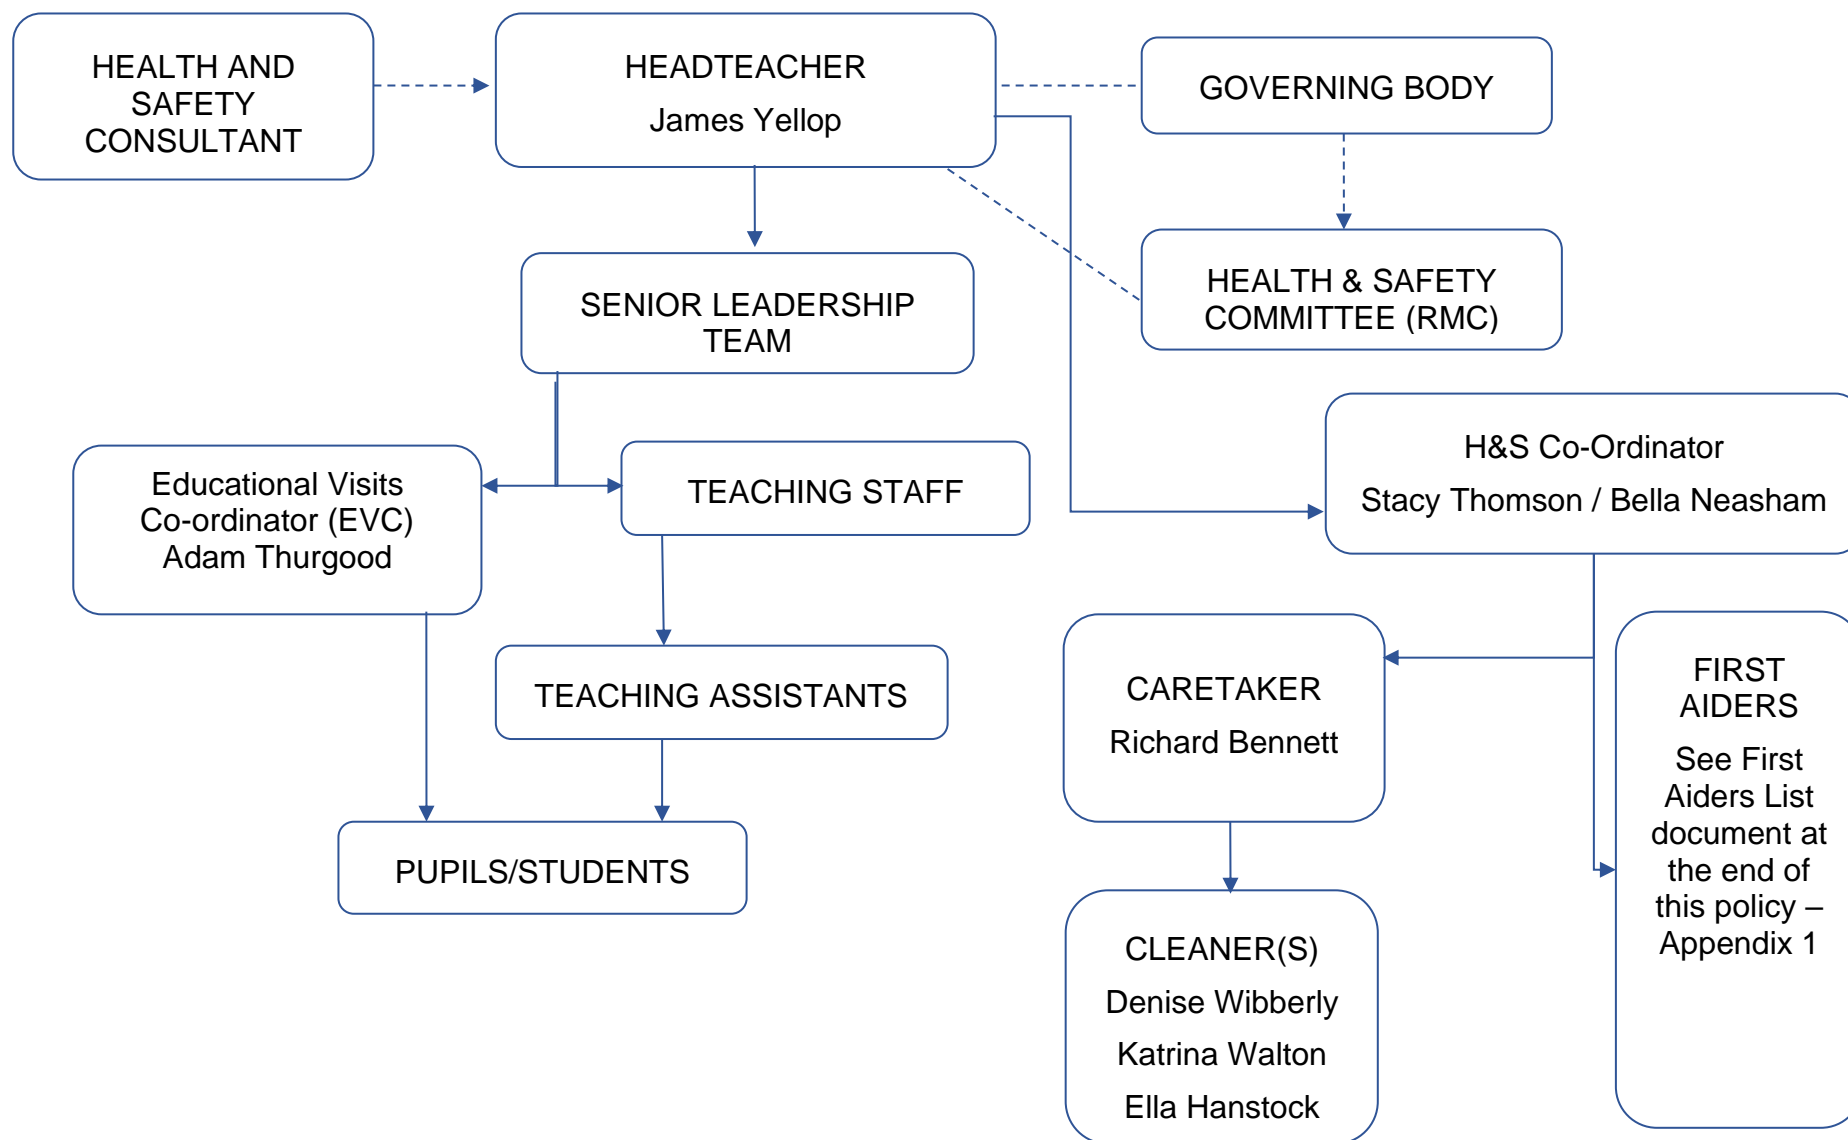 HEALTH AND
SAFETY
CONSULTANT
HEADTEACHER
James Yellop
GOVERNING BODY
HEALTH & SAFETY
COMMITTEE (RMC)
SENIOR LEADERSHIP
TEAM
H&S Co-Ordinator
Stacy Thomson / Bella Neasham
Educational Visits
Co-ordinator (EVC)
Adam Thurgood
TEACHING STAFF
TEACHING ASSISTANTS
PUPILS/STUDENTS
CARETAKER
Richard Bennett
FIRST
AIDERS
See First
Aiders List
document at
the end of
this policy –
Appendix 1
CLEANER(S)
Denise Wibberly
Katrina Walton
Ella Hanstock